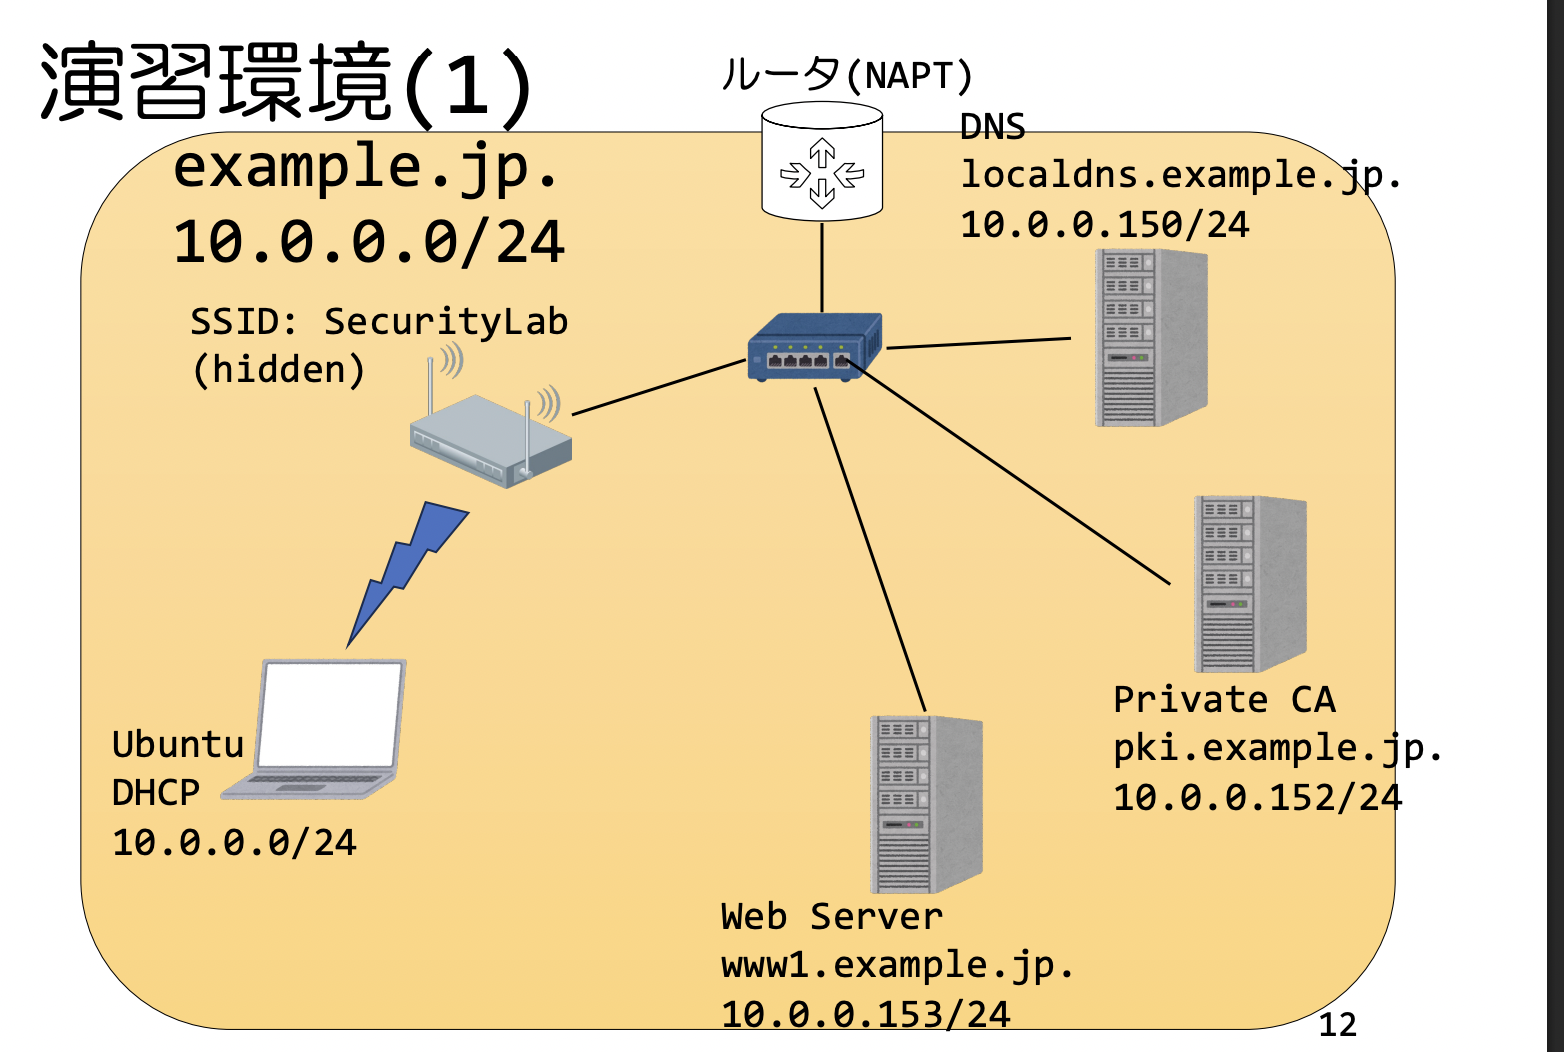 演習環境(1)
example.jp.
10.0.0.0/24
ルータ(NAPT)
DNS
localdns.example.jp.
10.0.0.150/24
SSID: SecurityLab
(hidden)
Ubuntu
DHCP
10.0.0.0/24
Private CA
pki.example.jp.
10.0.0.152/24
Web Server
www1.example.jp.
10.0.0.153/24
12